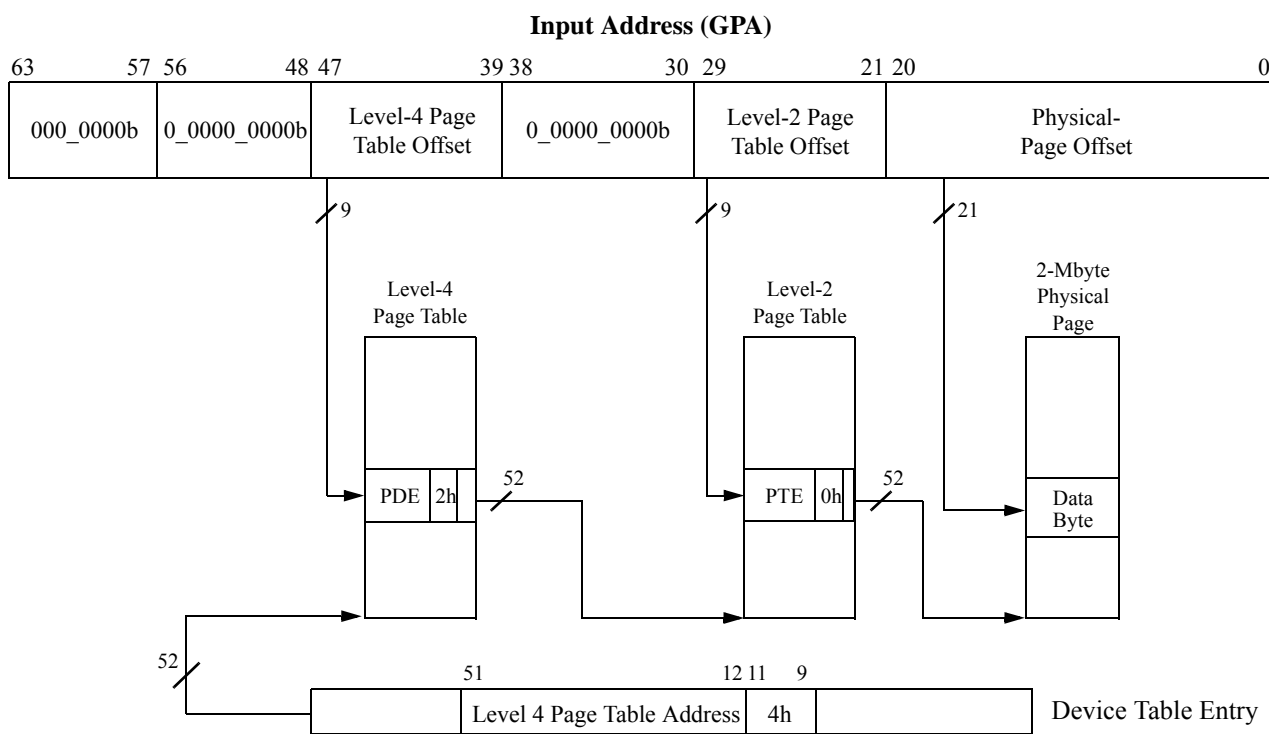 Input Address (GPA)
63 57 56 48 47 39 38 30 29 21 20 0
000_0000b 0_0000_0000b Level-4 Page Table Offset 0_0000_0000b Level-2 Page Table Offset Physical-Page Offset
9 9 21
Level-4
Page Table
Level-2
Page Table
2-Mbyte
Physical
Page
PDE 2h 52
PTE 0h 52
Data
Byte
52
51 12 11 9
Level 4 Page Table Address 4h
Device Table Entry